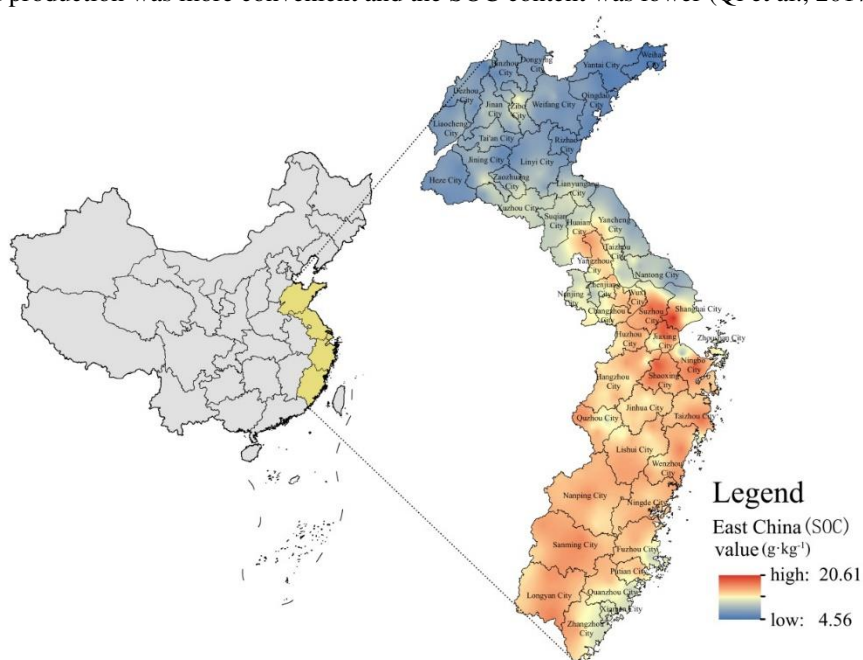 production was more convenient and the SOC content was lower (Qi et al., 201
Binzhou City
Dongying City
Yantai City
Weihai City
Dezhou City
Jinan City
Zibo City
Weifang City
Qingdao City
Liaocheng City
Tai'an City
Rizhao City
Jining City
Linyi City
Heze City
Zaozhuang City
Lianyungang City
Xuzhou City
Suqian City
Huaian City
Yancheng City
Taizhou City
Yangzhou City
Nantong City
Nanjing City
Zhenjiang City
Changzhou City
Wuxi City
Suzhou City
Shanghai City
Huzhou City
Jiaxing City
Zhoushan City
Ningbo City
Hangzhou City
Shaoxing City
Quzhou City
Jinhua City
Taizhou City
Lishui City
Wenzhou City
Nanping City
Ningde City
Sanming City
Fuzhou City
Putian City
Longyan City
Quanzhou City
Xiamen City
Zhangzhou City
Legend
East China (SOC)
value (g·kg⁻¹)
high: 20.61
low: 4.56